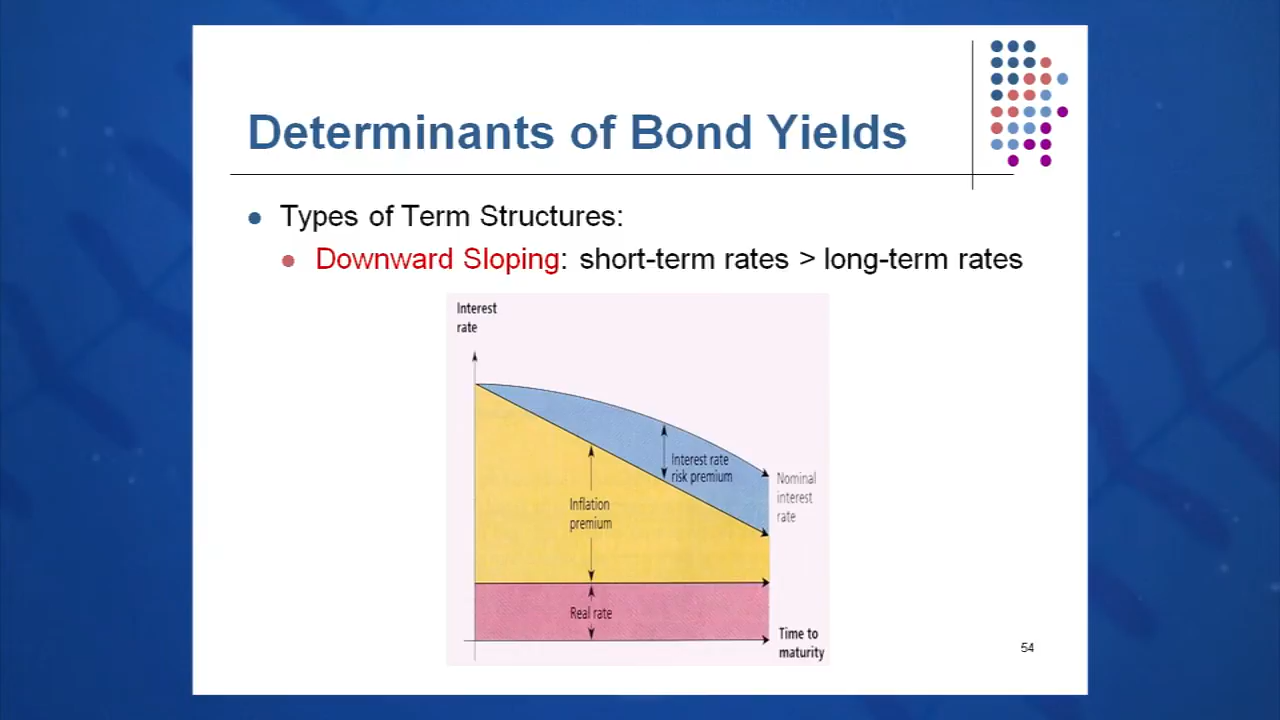 Determinants of Bond Yields
Types of Term Structures:
Downward Sloping: short-term rates > long-term rates
Interest
rate
Interest rate
risk premium
Nominal
interest
rate
Inflation
premium
Real rate
Time to
maturity
54